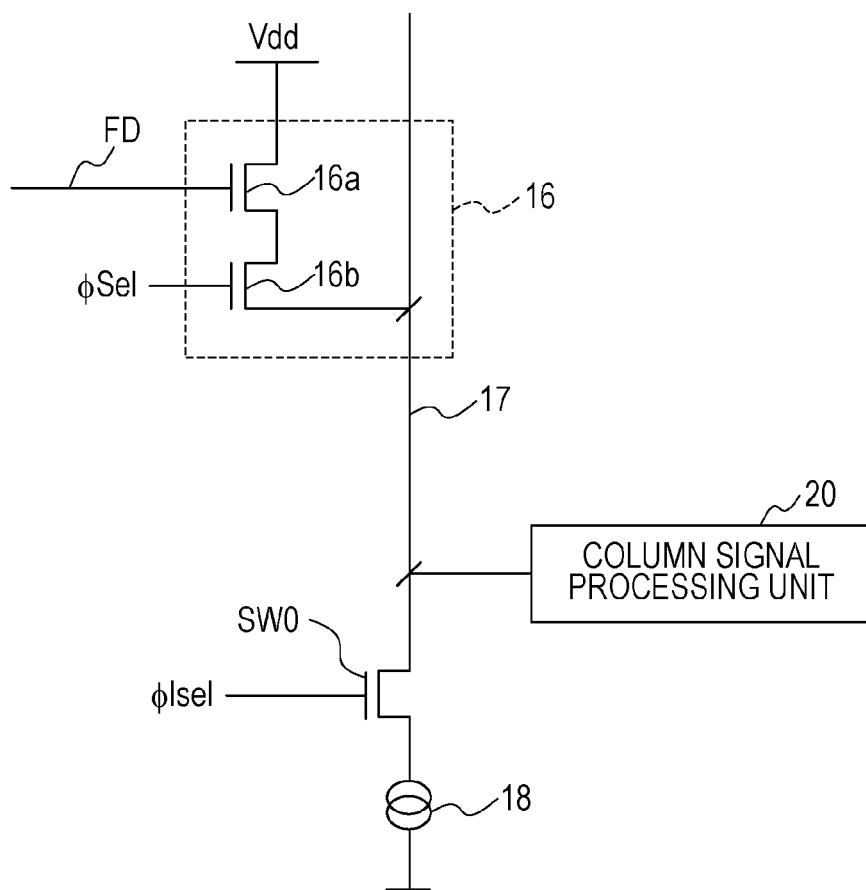 Vdd
FD
16a
16
16b
ϕSel
17
20
COLUMN SIGNAL
PROCESSING UNIT
SW0
ϕIsel
18